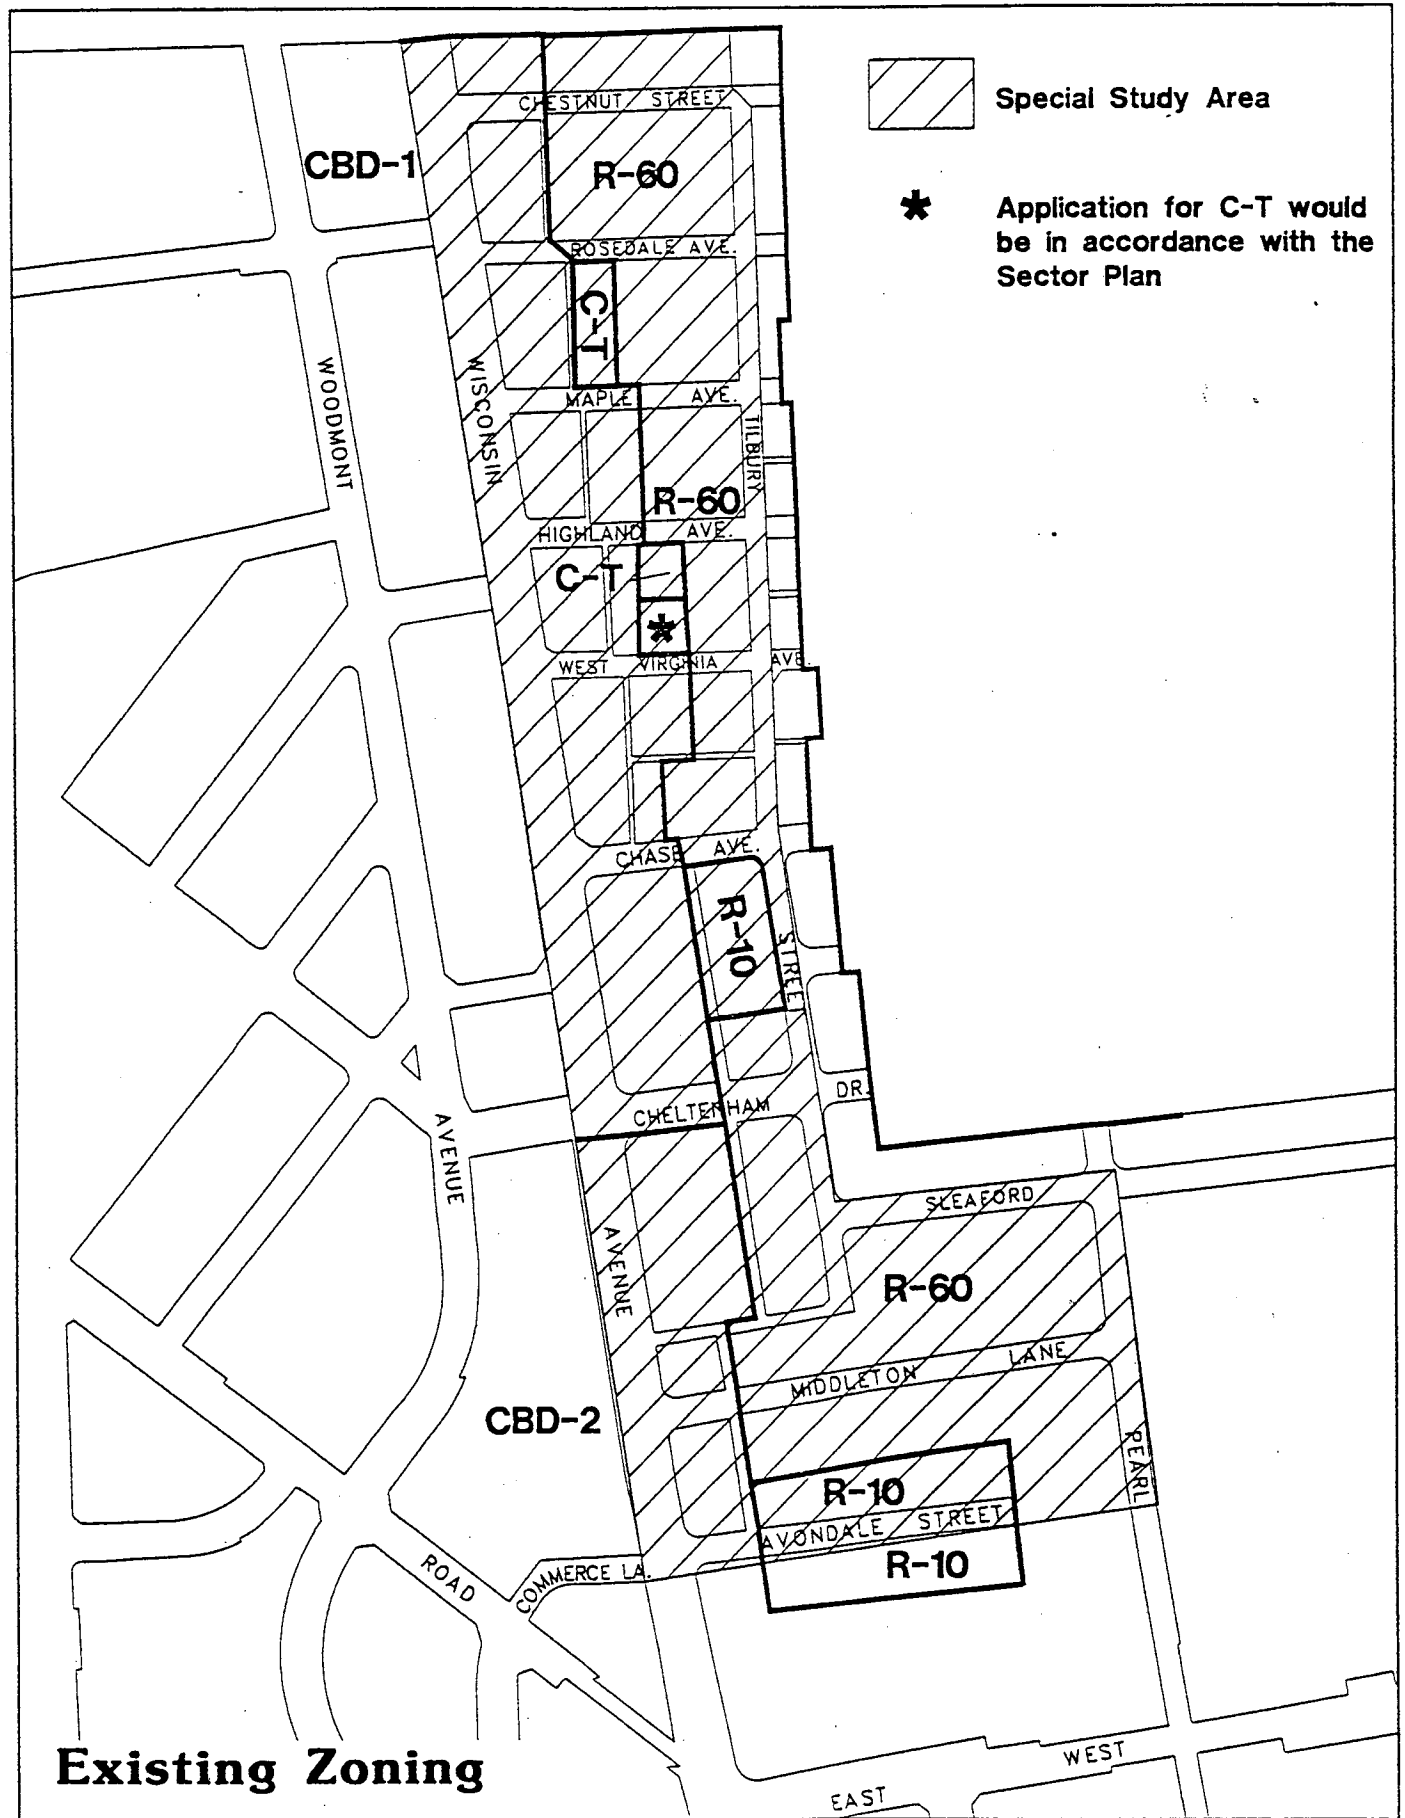 Special Study Area
* Application for C-T would
be in accordance with the
Sector Plan
CHESTNUT STREET
CBD-1
R-60
ROSEDALE AVE.
C-T
WOODMONT
WISCONSIN
MAPLE AVE.
TILBURY
R-60
HIGHLAND AVE.
C-T
*
WEST VIRGINIA AVE.
CHASE AVE.
R-10
STREE
DR.
CHELTENHAM
AVENUE
SLEAFORD
AVENUE
R-60
MIDDLETON LANE
CBD-2
PEARL
R-10
AVONDALE STREET
R-10
ROAD
COMMERCE LA.
Existing Zoning
WEST
EAST